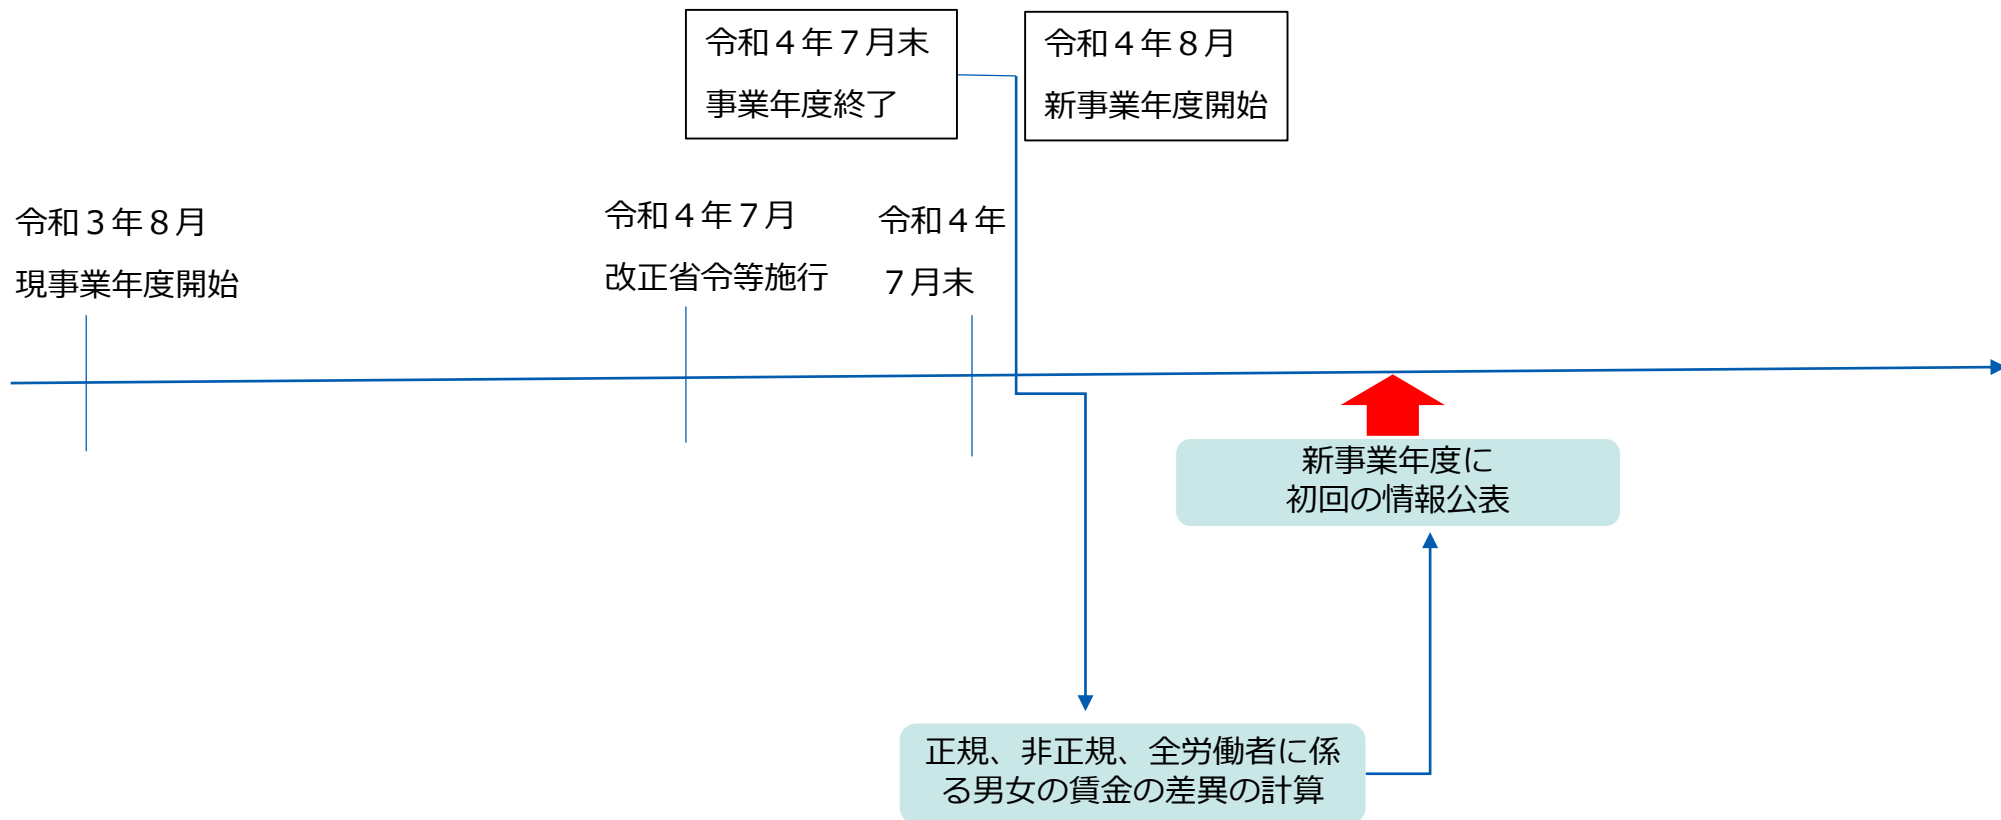 令和４年７月末
事業年度終了
令和４年８月
新事業年度開始
令和３年８月
現事業年度開始
令和４年７月
改正省令等施行
令和４年
７月末
新事業年度に
初回の情報公表
正規、非正規、全労働者に係
る男女の賃金の差異の計算